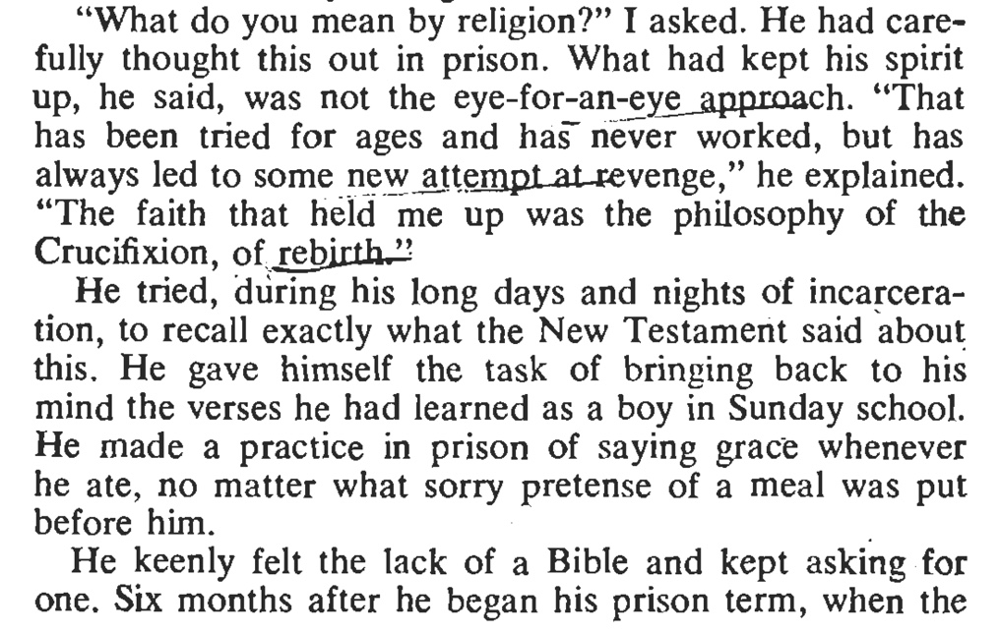 “What do you mean by religion?” I asked. He had care-
fully thought this out in prison. What had kept his spirit
up, he said, was not the eye-for-an-eye approach. “That
has been tried for ages and has never worked, but has
always led to some new attempt at revenge,” he explained.
“The faith that held me up was the philosophy of the
Crucifixion, of rebirth.”
He tried, during his long days and nights of incarcera-
tion, to recall exactly what the New Testament said about
this. He gave himself the task of bringing back to his
mind the verses he had learned as a boy in Sunday school.
He made a practice in prison of saying grace whenever
he ate, no matter what sorry pretense of a meal was put
before him.
He keenly felt the lack of a Bible and kept asking for
one. Six months after he began his prison term, when the